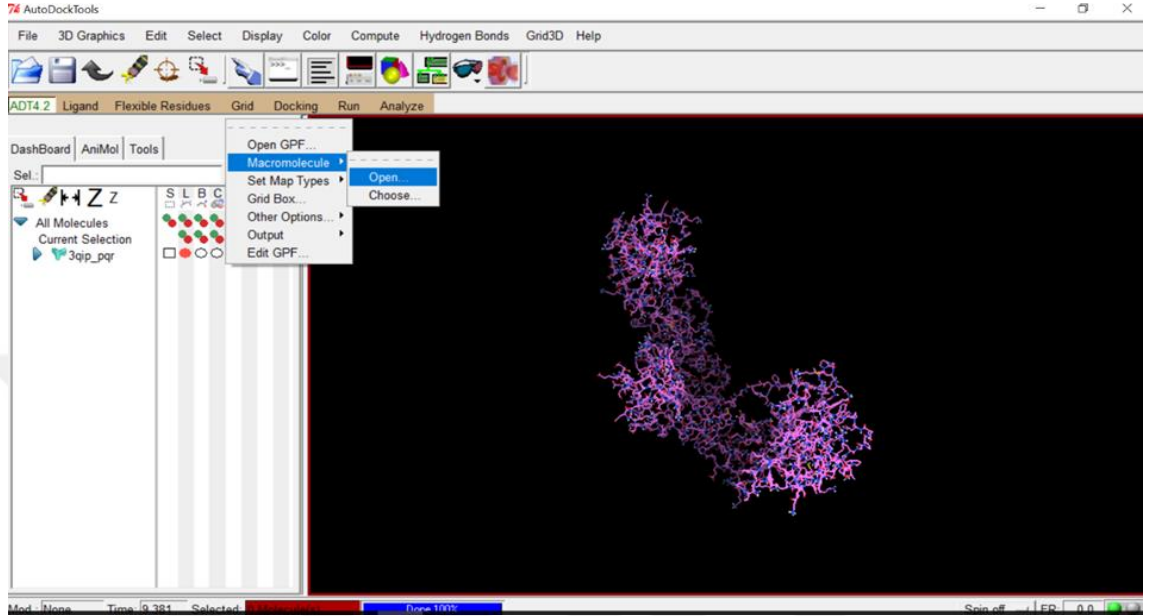 AutoDockTools
File 3D Graphics Edit Select Display Color Compute Hydrogen Bonds Grid3D Help
ADT4.2 Ligand Flexible Residues Grid Docking Run Analyze
DashBoard AniMol Tools
Sel.:
Z Z S L B C
All Molecules
Current Selection
3qip_pqr
Open GPF...
Macromolecule
Set Map Types
Grid Box...
Other Options...
Output
Edit GPF...
Open...
Choose...
Mod.: None Time: 9.381 Selected: Done 100% Spin off FR: 0.0